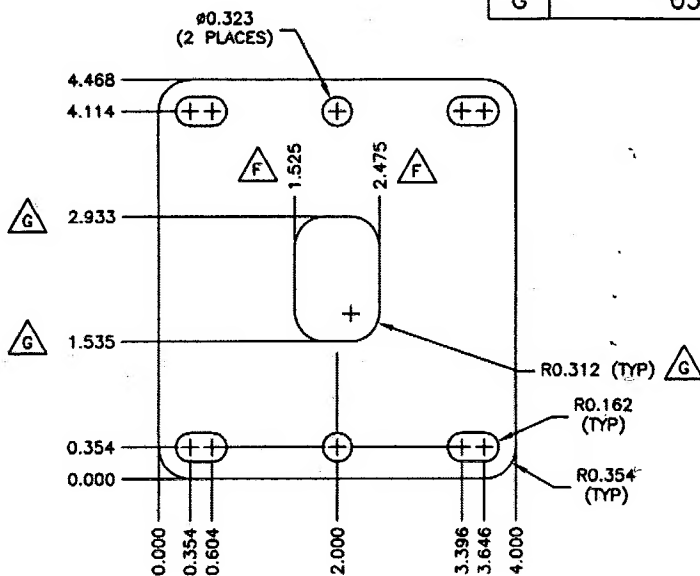 G 05
⌀0.323
(2 PLACES)
4.468
4.114
F 1.525 2.475 F
G 2.933
G 1.535
R0.312 (TYP) G
R0.162
(TYP)
0.354
0.000
R0.354
(TYP)
0.000 0.354 0.604 2.000 3.396 3.646 4.000